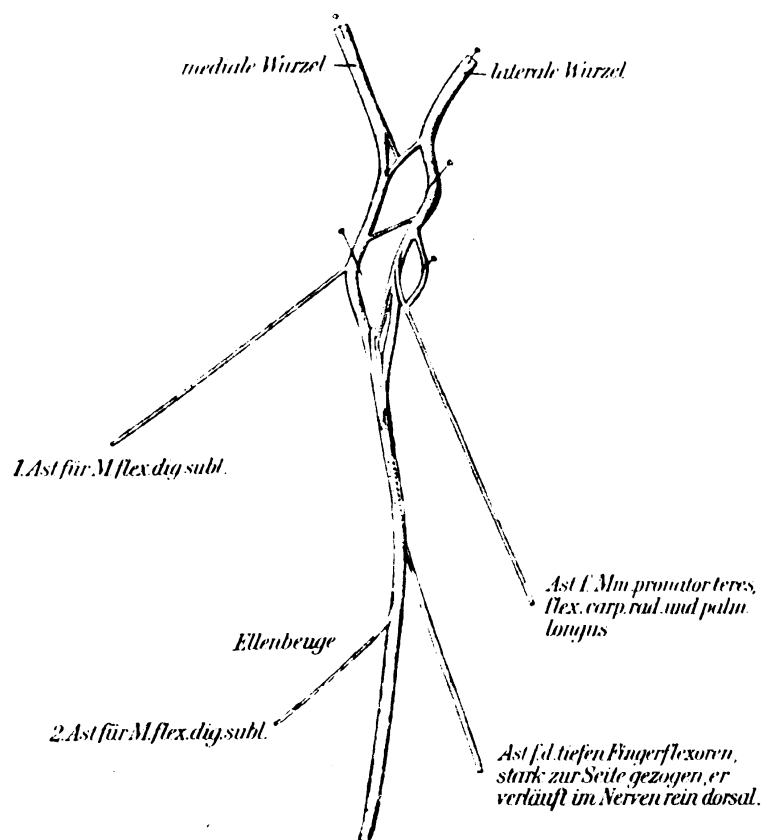 mediale Wurzel
laterale Wurzel
1. Ast für M flex. dig. subl.
Ast f. Mm. pronator teres,
flex. carp. rad. und palm.
longus
Ellenbeuge
2. Ast für M. flex. dig. subl.
Ast f. d. tiefen Fingerflexoren,
stark zur Seite gezogen, er
verläuft im Nerven rein dorsal.